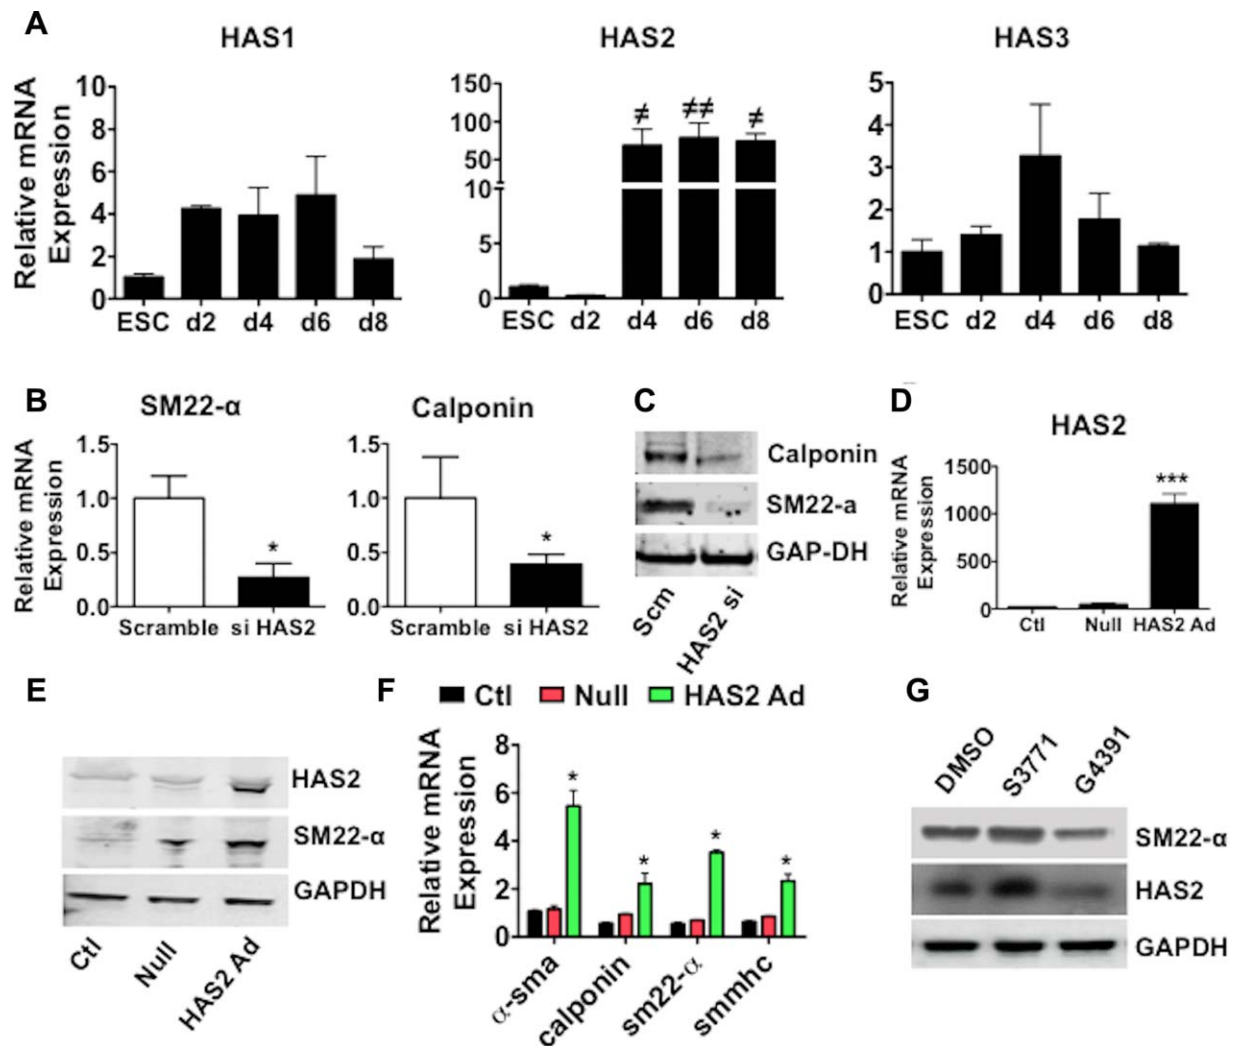 A
HAS1
HAS2
HAS3
Relative mRNA
Expression
10
8
6
4
2
0
ESC d2 d4 d6 d8
150
100
50
10
5
0
≠ ≠≠ ≠
ESC d2 d4 d6 d8
5
4
3
2
1
0
ESC d2 d4 d6 d8
B
SM22-α
Calponin
Relative mRNA
Expression
1.5
1.0
0.5
0.0
*
Scramble si HAS2
1.5
1.0
0.5
0.0
*
Scramble si HAS2
C
Calponin
SM22-a
GAP-DH
Scm
HAS2 si
D
HAS2
Relative mRNA
Expression
1500
1000
500
0
***
Ctl Null HAS2 Ad
E
HAS2
SM22-α
GAPDH
Ctl
Null
HAS2 Ad
F
Ctl Null HAS2 Ad
Relative mRNA
Expression
8
6
4
2
0
* * * *
α-sma
calponin
sm22-α
smmhc
G
DMSO
S3771
G4391
SM22-α
HAS2
GAPDH